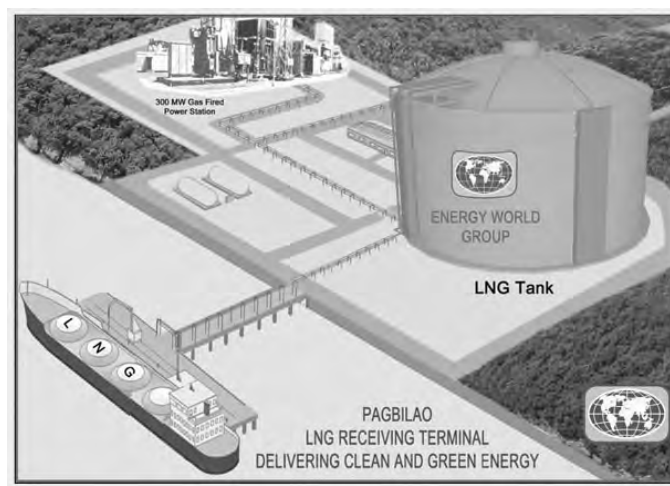 300 MW Gas Fired
Power Station
ENERGY WORLD
GROUP
LNG Tank
L N G
PAGBILAO
LNG RECEIVING TERMINAL
DELIVERING CLEAN AND GREEN ENERGY